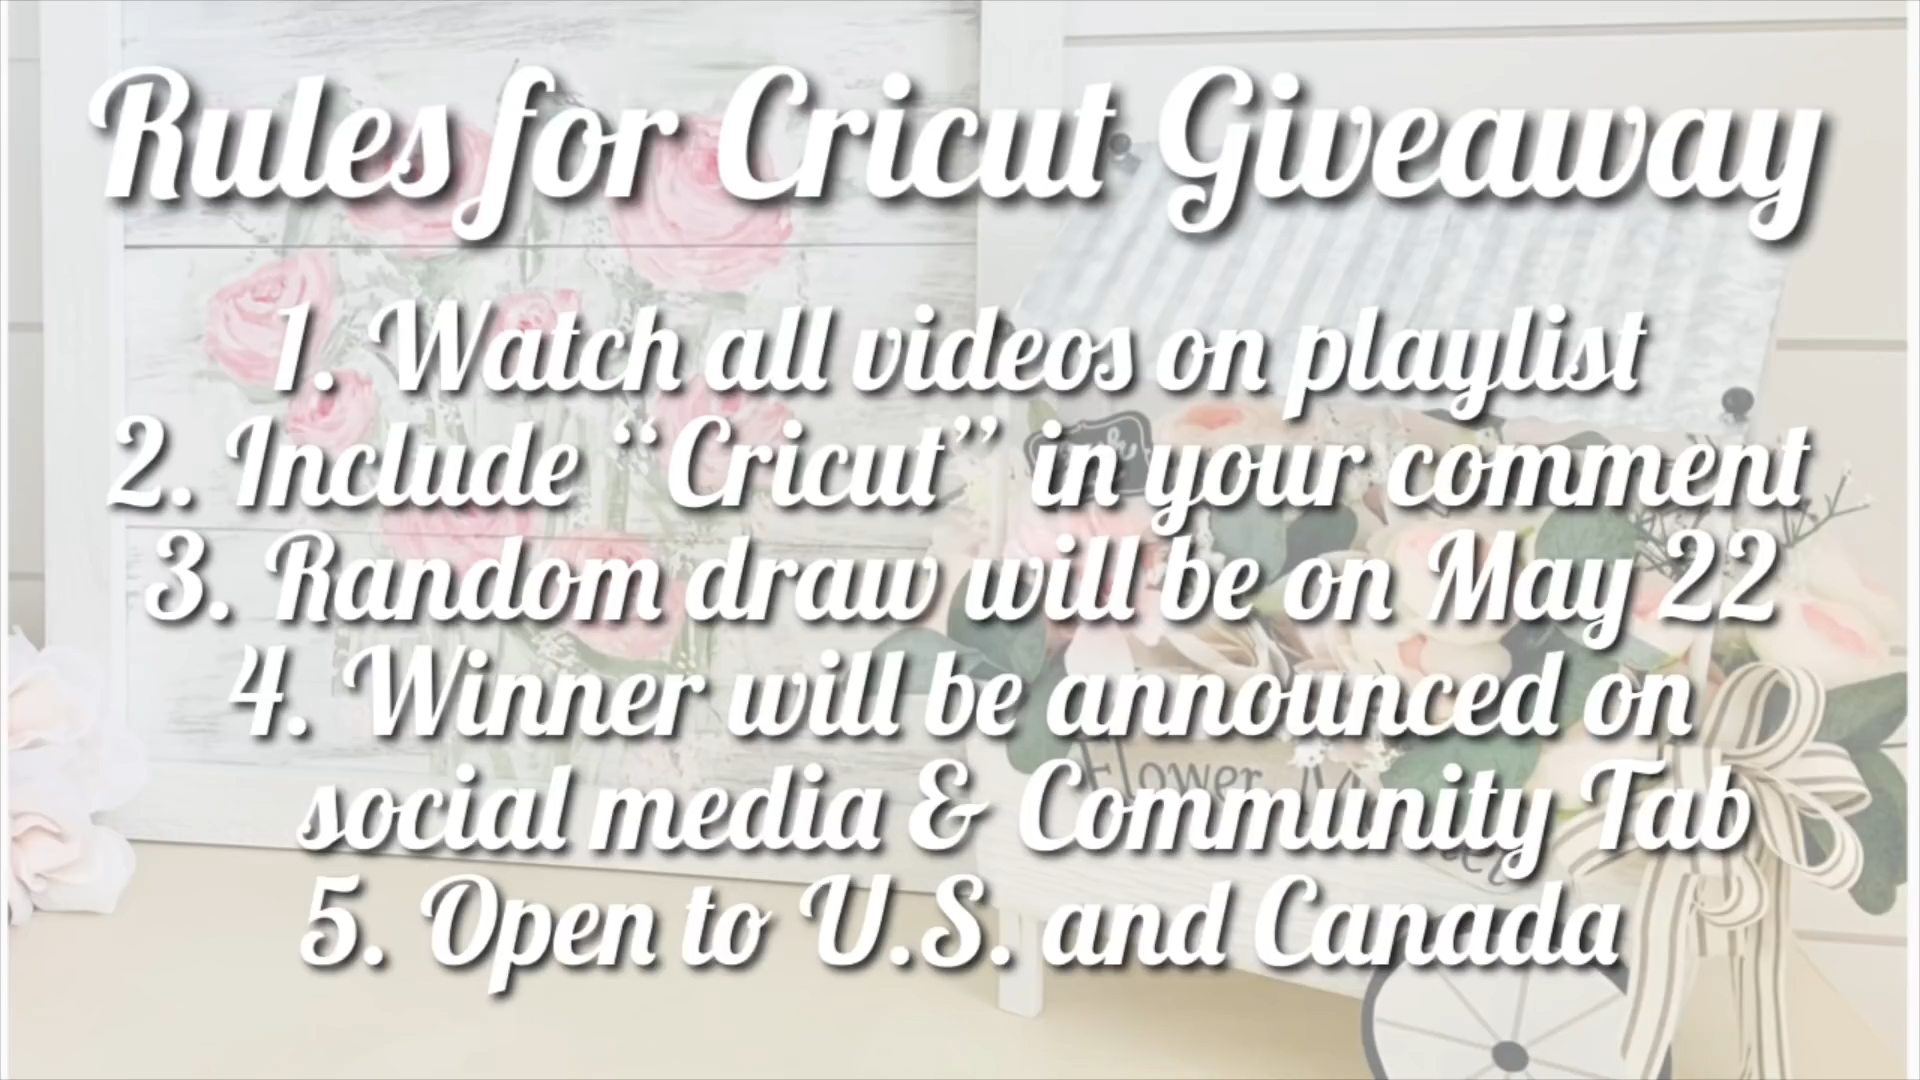 Rules for Cricut Giveaway
1. Watch all videos on playlist
2. Include “Cricut” in your comment
3. Random draw will be on May 22
4. Winner will be announced on
social media & Community Tab
5. Open to U.S. and Canada
Flower